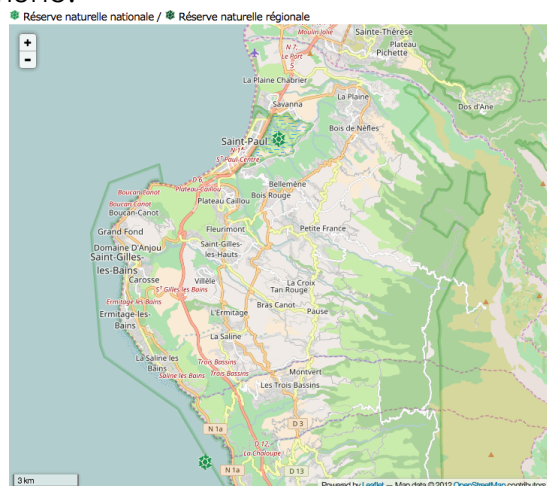 Réserve naturelle nationale / Réserve naturelle régionale
+
-
Moulin Joli
Sainte-Thérèse
Plateau
Pichette
N 7
Le Port
La Plaine Chabrier
Savanna
La Plaine
Dos d'Ane
Bois de Nèfles
Saint-Paul
St Paul Centre
D 6
Plateau-Caillou
Bellemène
Boucan Canot
Plateau Caillou
Bois Rouge
Boucan Canot
Boucan-Canot
Grand Fond
Fleurimont
Petite France
Domaine D'Anjou
Saint-Gilles-
les-Bains
Saint-Gilles-
les-Hauts
Carosse
Villèle
La Croix
Tan Rouge
St Gilles les Bains
Ermitage les Bains
Ermitage-les-
Bains
L'Ermitage
Bras Canot
Pause
La Saline
La Saline les
Bains
Saline les Bains
Trois Bassins
Trois Bassins
Montvert
Les Trois Bassins
N 1a
D 3
D 12
La Chaloupe
N 1a
D 13
3 km
Powered by Leaflet — Map data © 2012 OpenStreetMap contributors